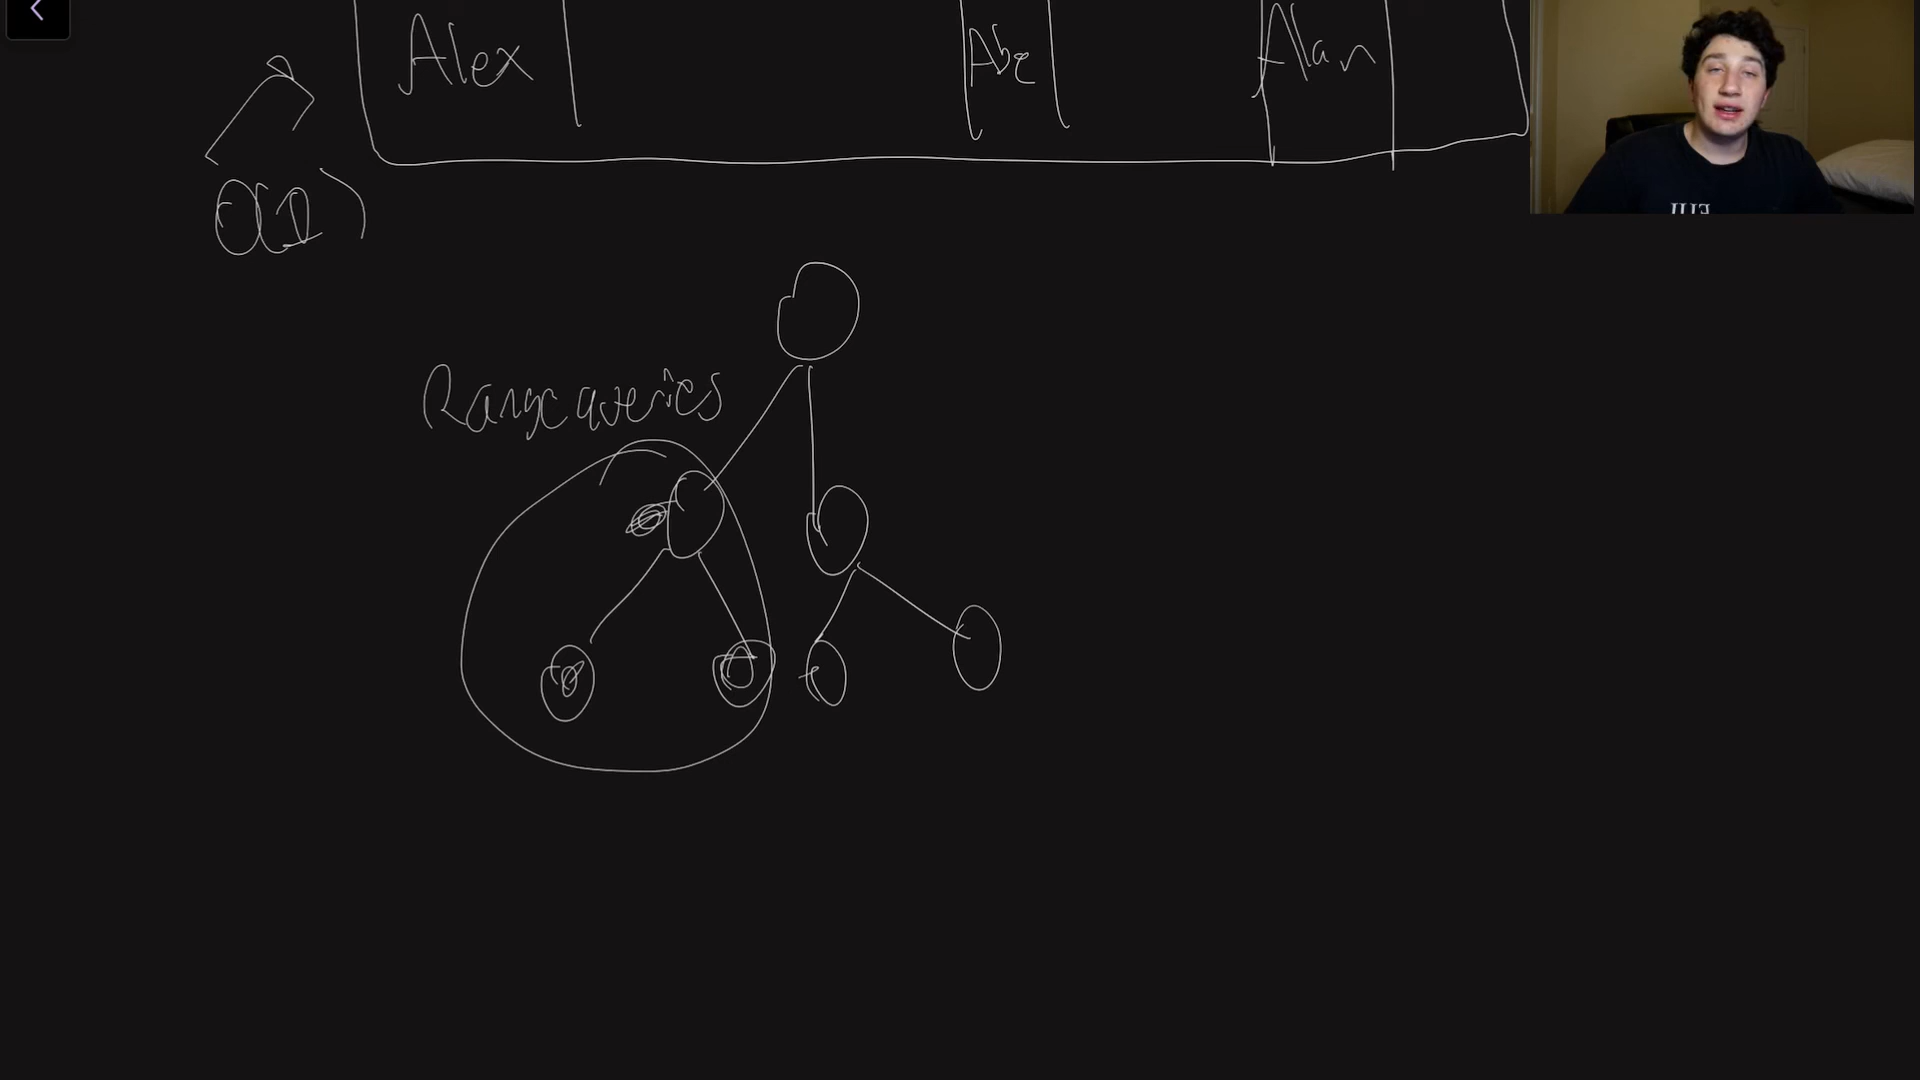 Alex Abe Alan
O(1)
Range queries